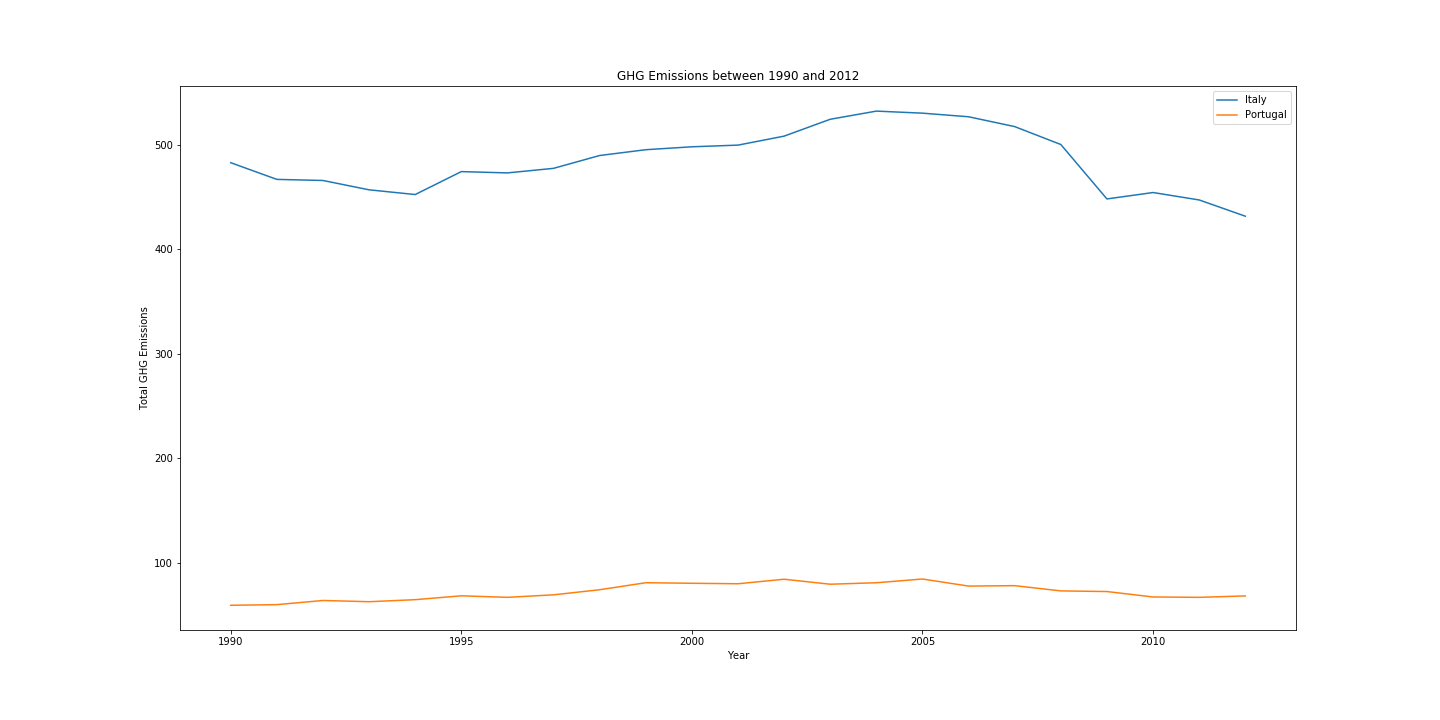 GHG Emissions between 1990 and 2012
Italy
Portugal
500
400
300
200
100
Total GHG Emissions
1990 1995 2000 2005 2010
Year